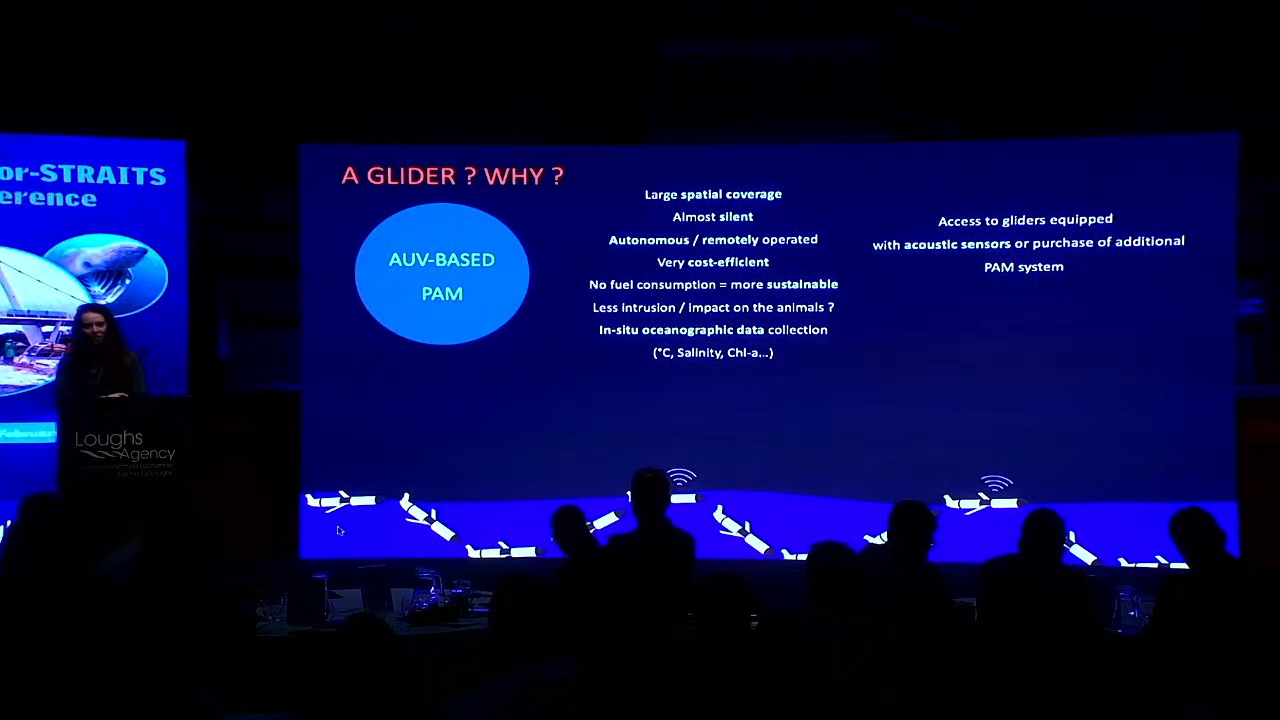 or-STRAITS
erence
February
Loughs
Agency
A GLIDER ? WHY ?
AUV-BASED
PAM
Large spatial coverage
Almost silent
Autonomous / remotely operated
Very cost-efficient
No fuel consumption = more sustainable
Less intrusion / impact on the animals ?
In-situ oceanographic data collection
(°C, Salinity, Chl-a...)
Access to gliders equipped
with acoustic sensors or purchase of additional
PAM system